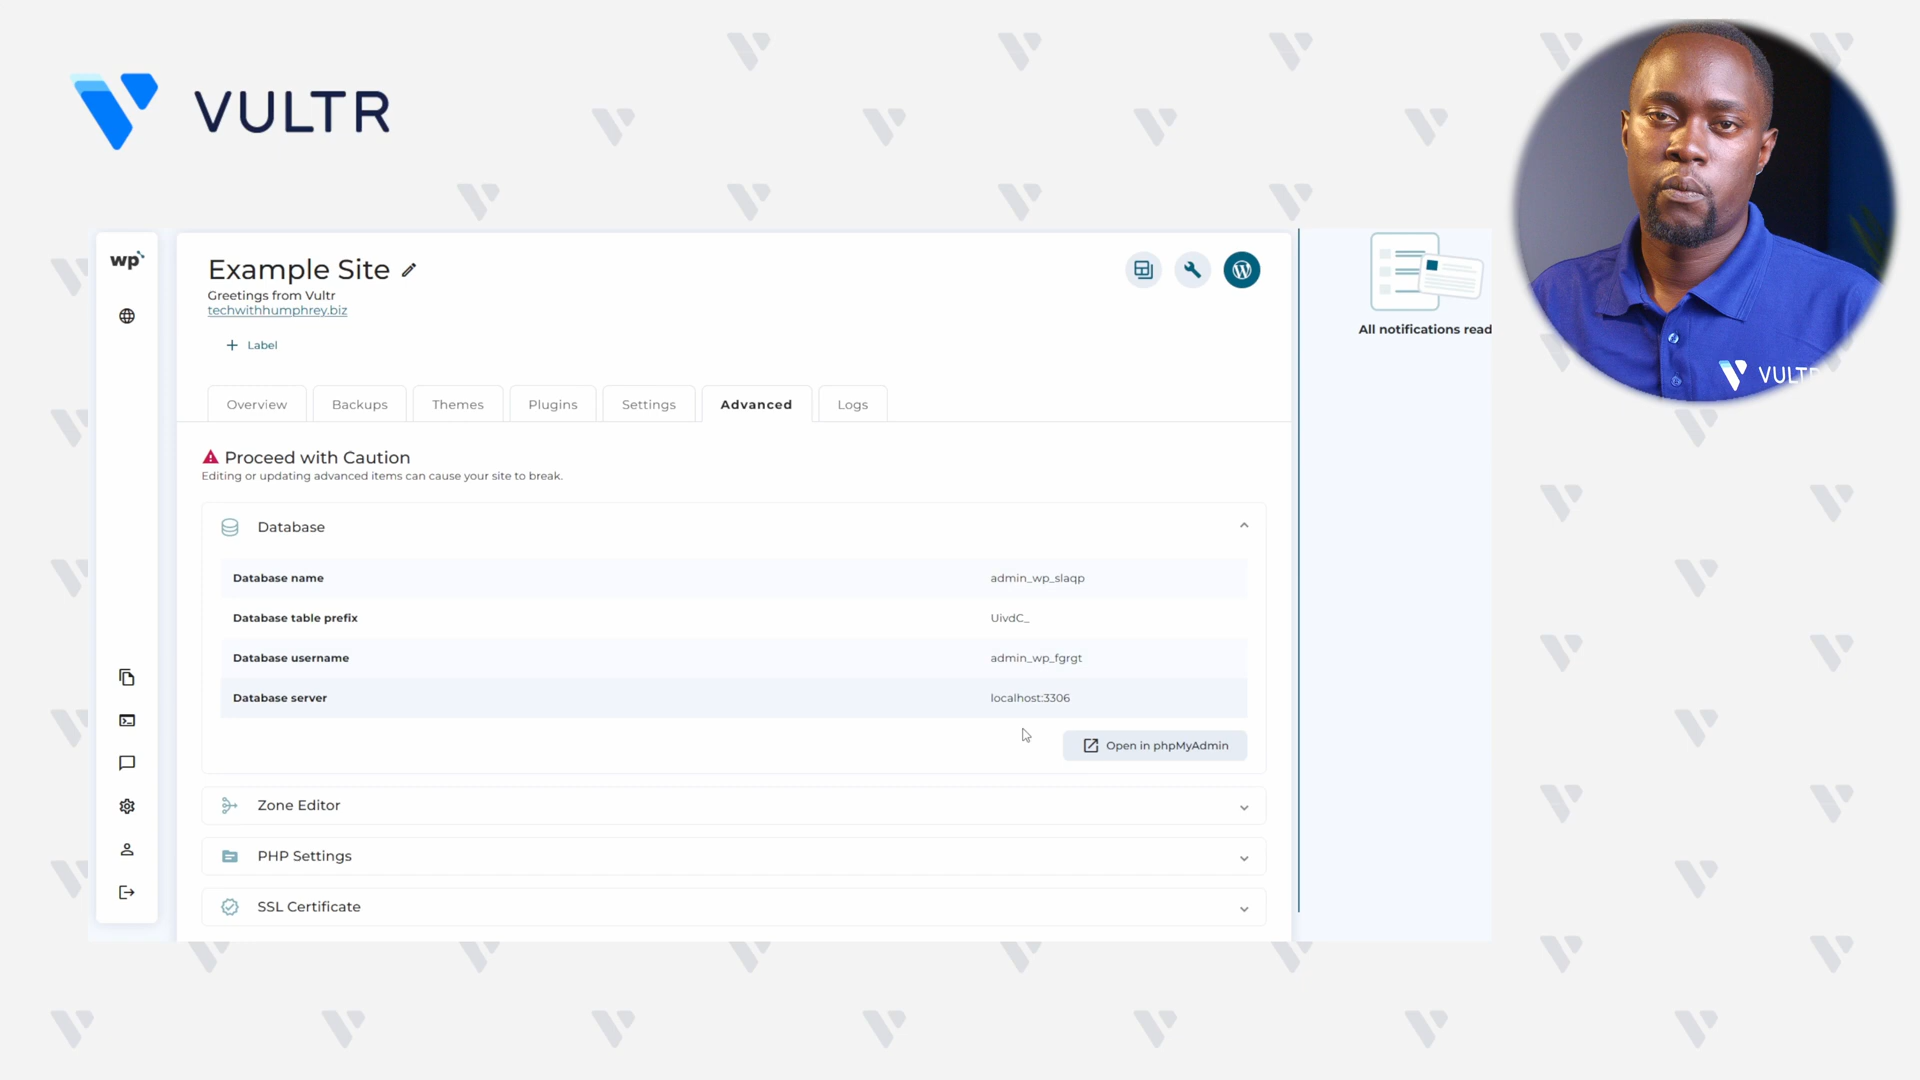 VULTR
wp
Example Site
Greetings from Vultr
techwithhumphrey.biz
+ Label
Overview
Backups
Themes
Plugins
Settings
Advanced
Logs
Proceed with Caution
Editing or updating advanced items can cause your site to break.
Database
Database name
admin_wp_slaqp
Database table prefix
UivdC_
Database username
admin_wp_fgrgt
Database server
localhost:3306
Open in phpMyAdmin
Zone Editor
PHP Settings
SSL Certificate
All notifications read
VULTR